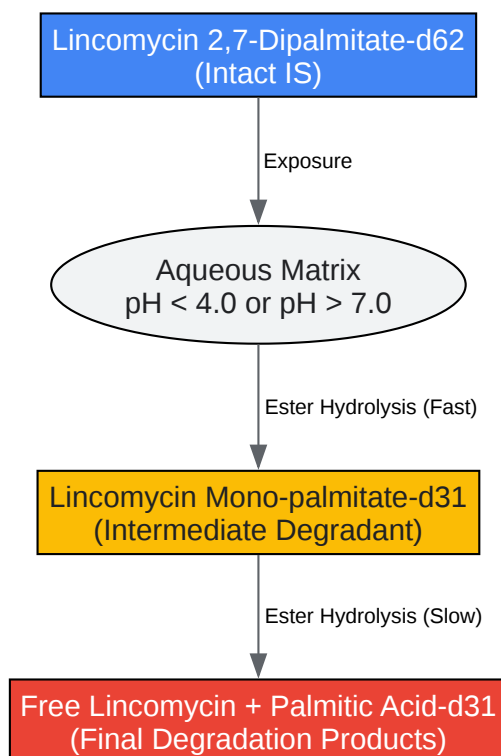 Lincomycin 2,7-Dipalmitate-d62
(Intact IS)
Exposure
Aqueous Matrix
pH < 4.0 or pH > 7.0
Ester Hydrolysis (Fast)
Lincomycin Mono-palmitate-d31
(Intermediate Degradant)
Ester Hydrolysis (Slow)
Free Lincomycin + Palmitic Acid-d31
(Final Degradation Products)